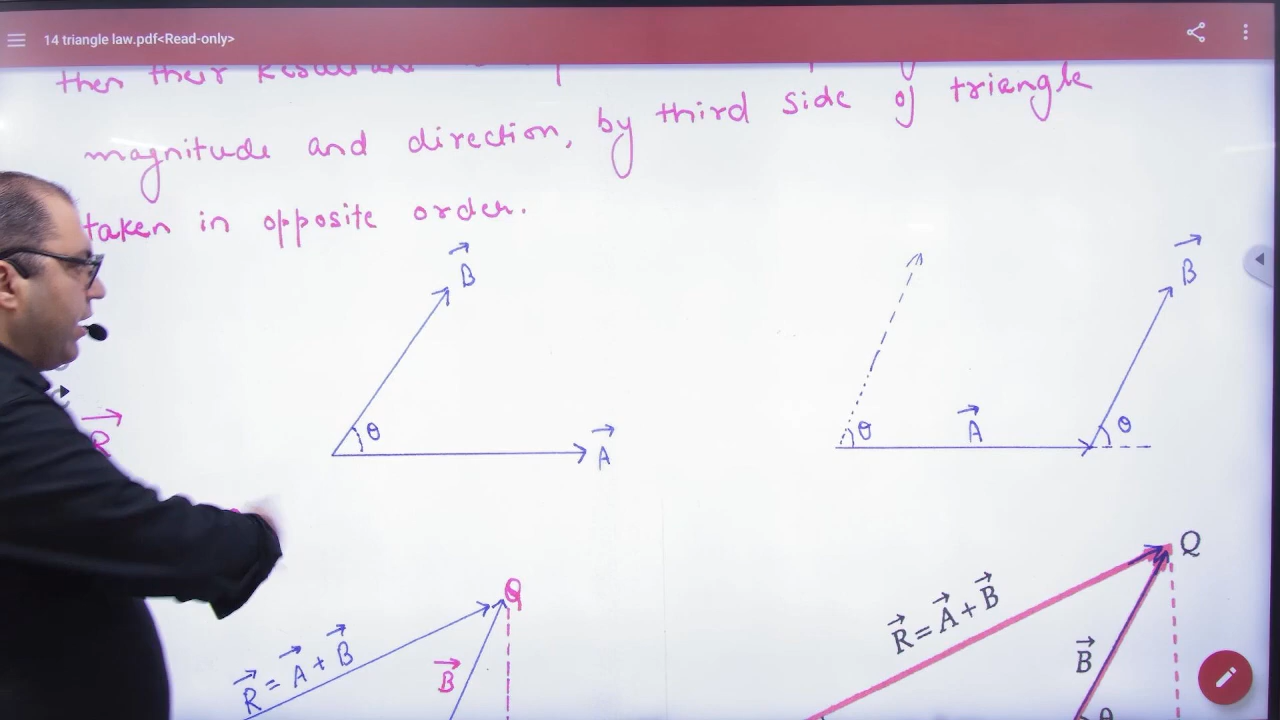 14 triangle law.pdf<Read-only>
then their
magnitude and direction, by third side of triangle
taken in opposite order.
B
B
θ
A
θ
A
θ
R
Q
Q
R = A + B
B
R = A + B
B
θ